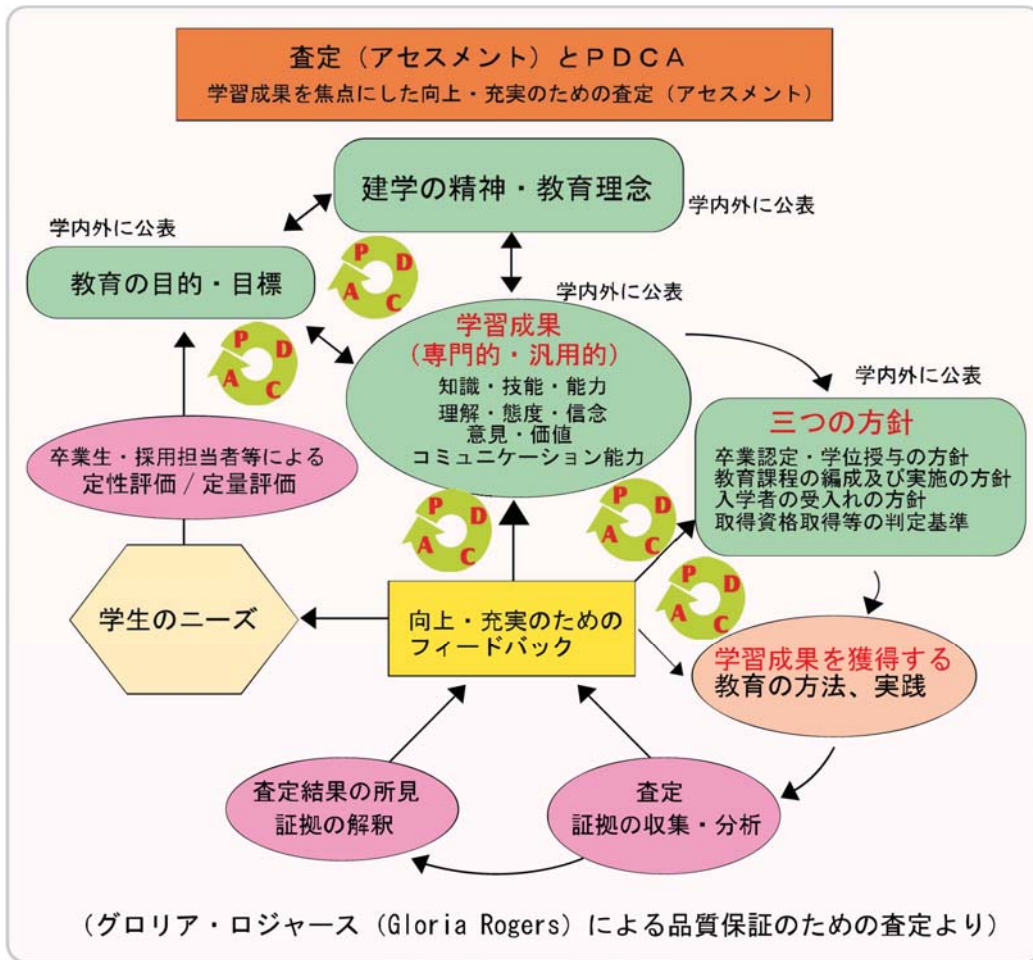 査定（アセスメント）とＰＤＣＡ
学習成果を焦点にした向上・充実のための査定（アセスメント）
建学の精神・教育理念
学内外に公表
学内外に公表
教育の目的・目標
P
D
A
C
学内外に公表
学習成果
（専門的・汎用的）
知識・技能・能力
理解・態度・信念
意見・価値
コミュニケーション能力
P
D
A
C
学内外に公表
三つの方針
卒業認定・学位授与の方針
教育課程の編成及び実施の方針
入学者の受入れの方針
取得資格取得等の判定基準
卒業生・採用担当者等による
定性評価 / 定量評価
P
D
A
C
P
D
A
C
P
D
A
C
学生のニーズ
向上・充実のための
フィードバック
学習成果を獲得する
教育の方法、実践
査定結果の所見
証拠の解釈
査定
証拠の収集・分析
（グロリア・ロジャース（Gloria Rogers）による品質保証のための査定より）